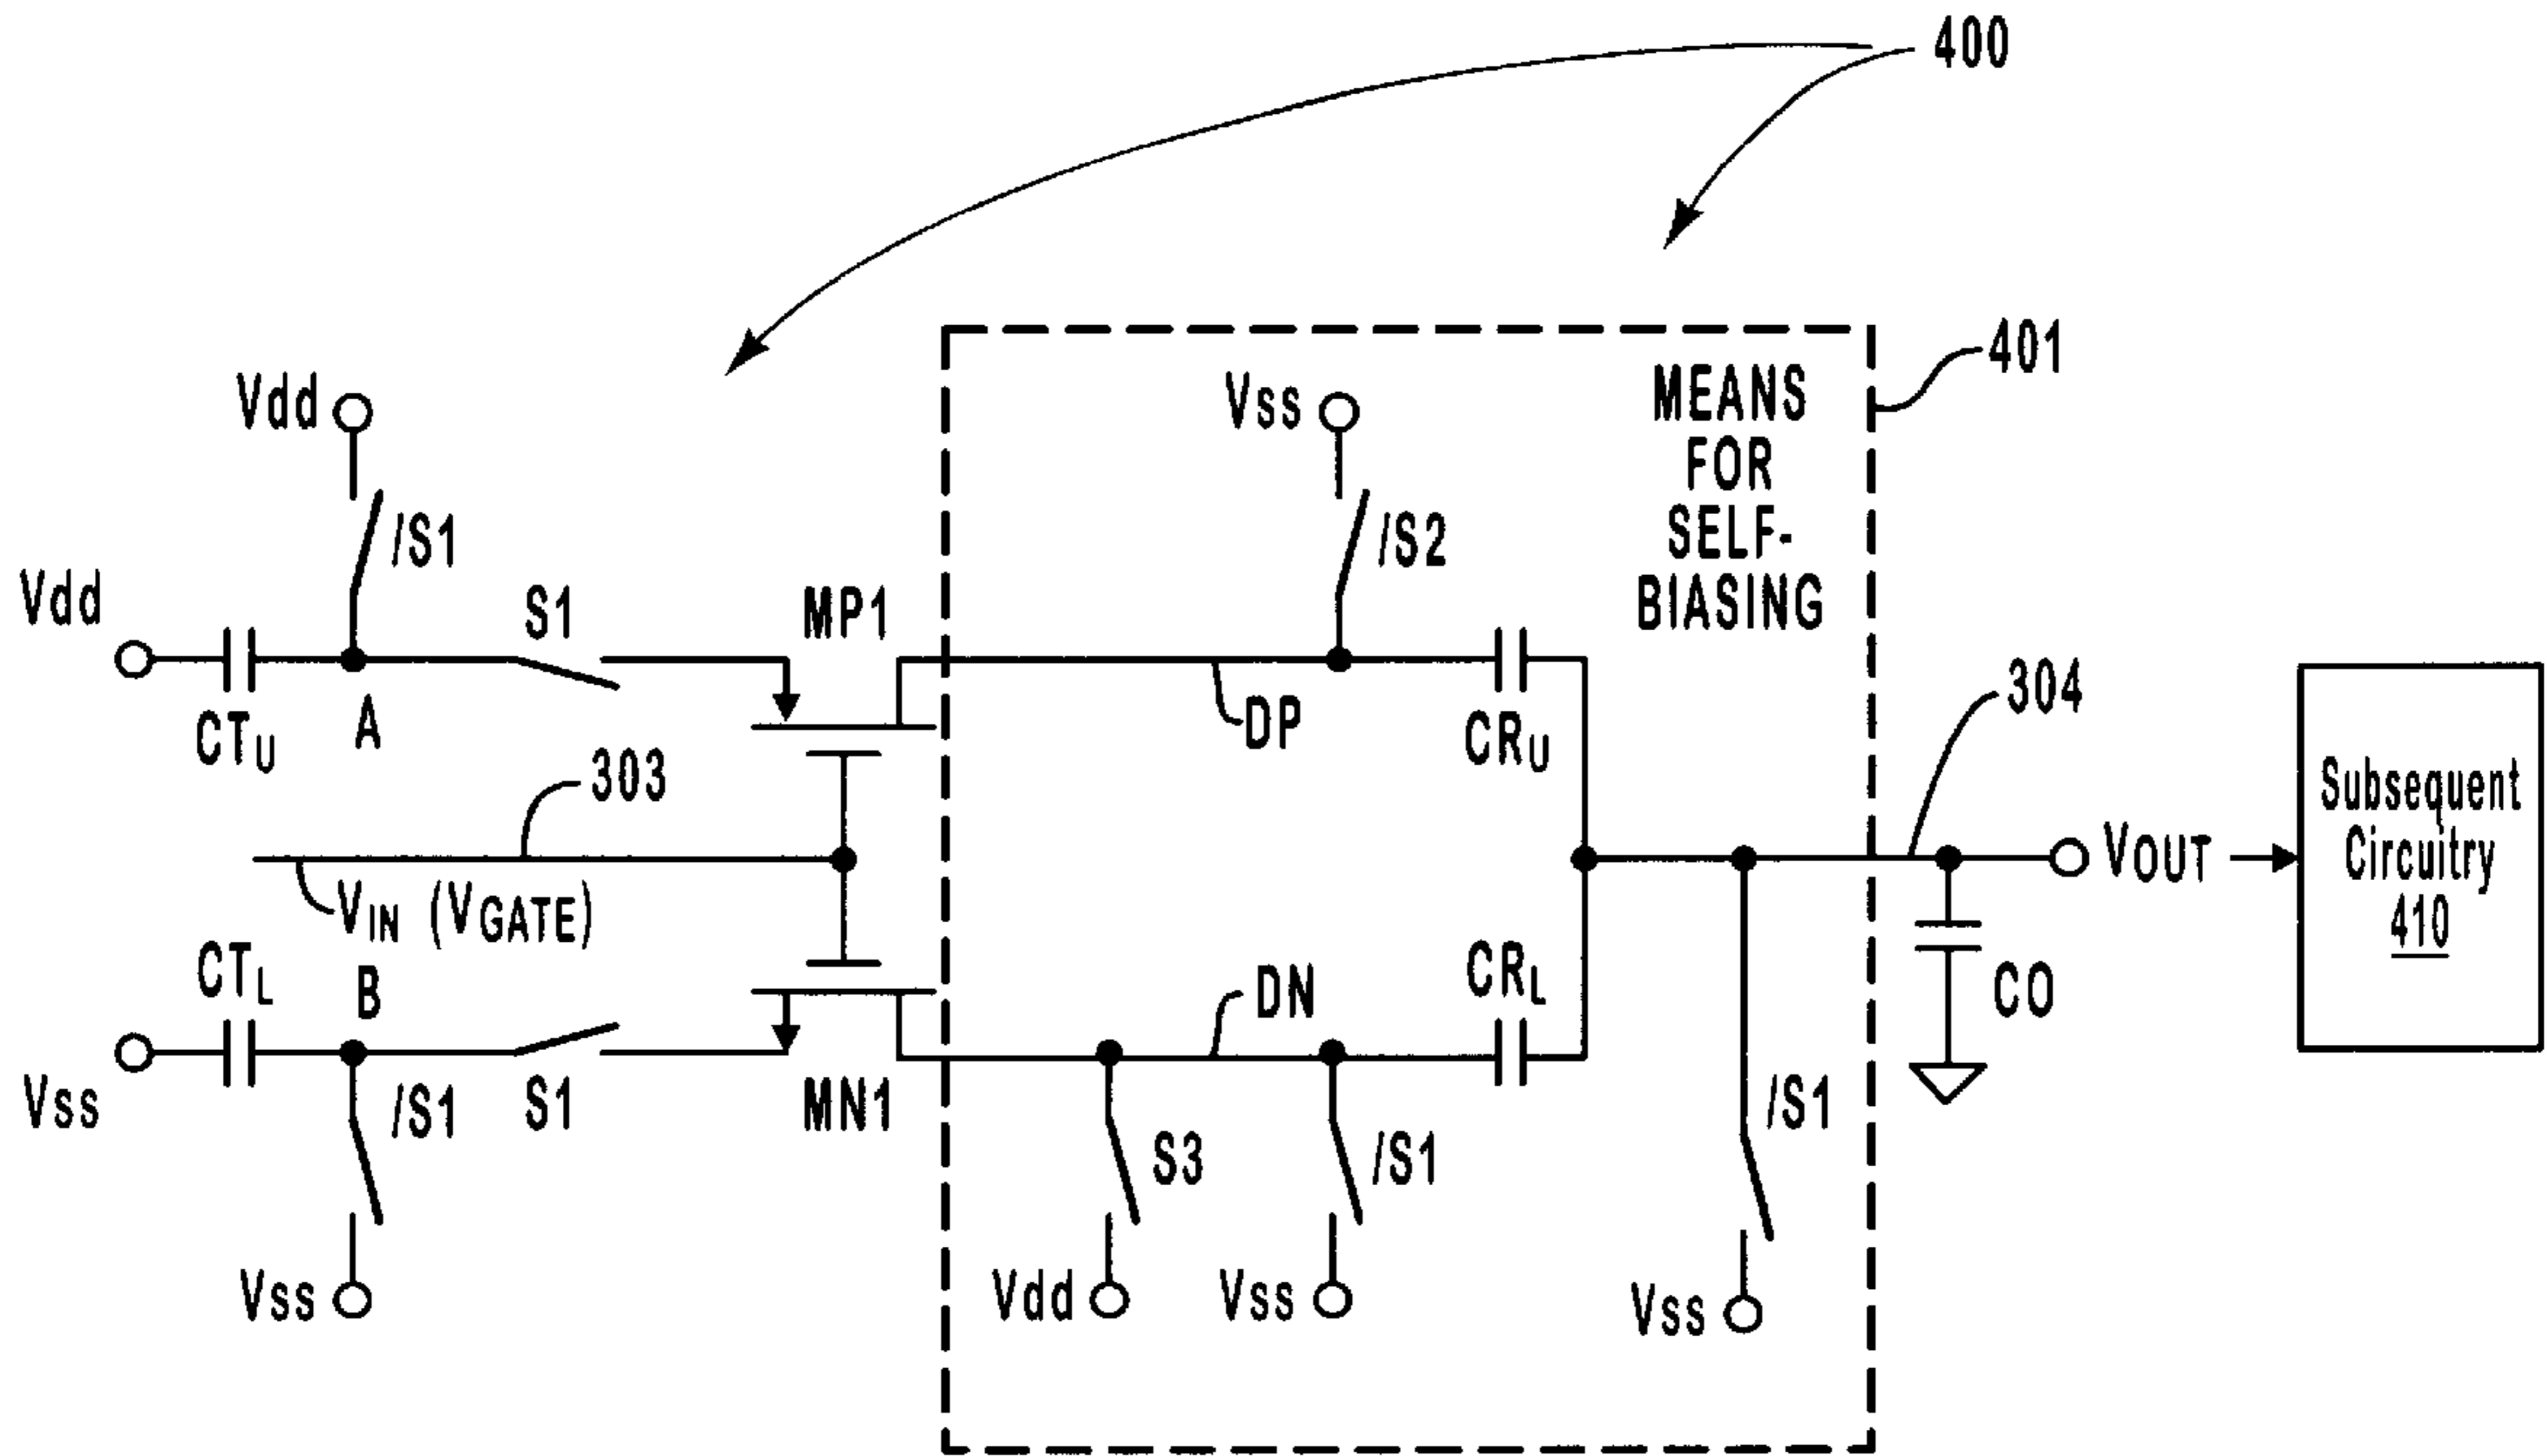 400
401
MEANS
FOR
SELF-
BIASING
Vdd
Vss
/S1
/S2
Vdd
S1
MP1
CTU
A
DP
CRU
304
303
VIN (VGATE)
VOUT
Subsequent
Circuitry
410
CTL
B
DN
CRL
CO
Vss
/S1
S1
MN1
S3
/S1
/S1
Vss
Vdd
Vss
Vss